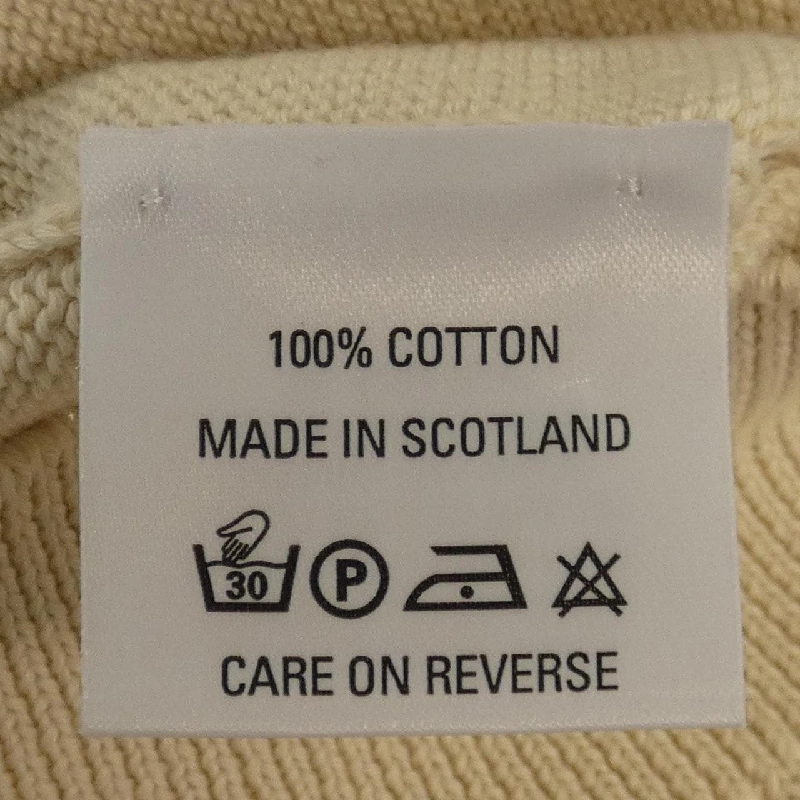 100% COTTON
MADE IN SCOTLAND
30 P
CARE ON REVERSE